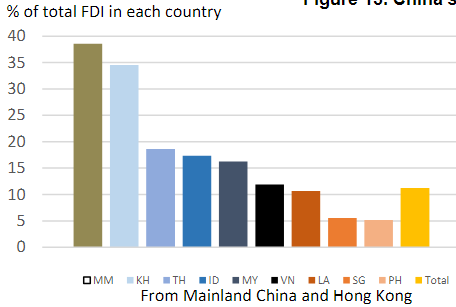 Figure 13. China's
% of total FDI in each country
40
35
30
25
20
15
10
5
0
MM KH TH ID MY VN LA SG PH Total
From Mainland China and Hong Kong